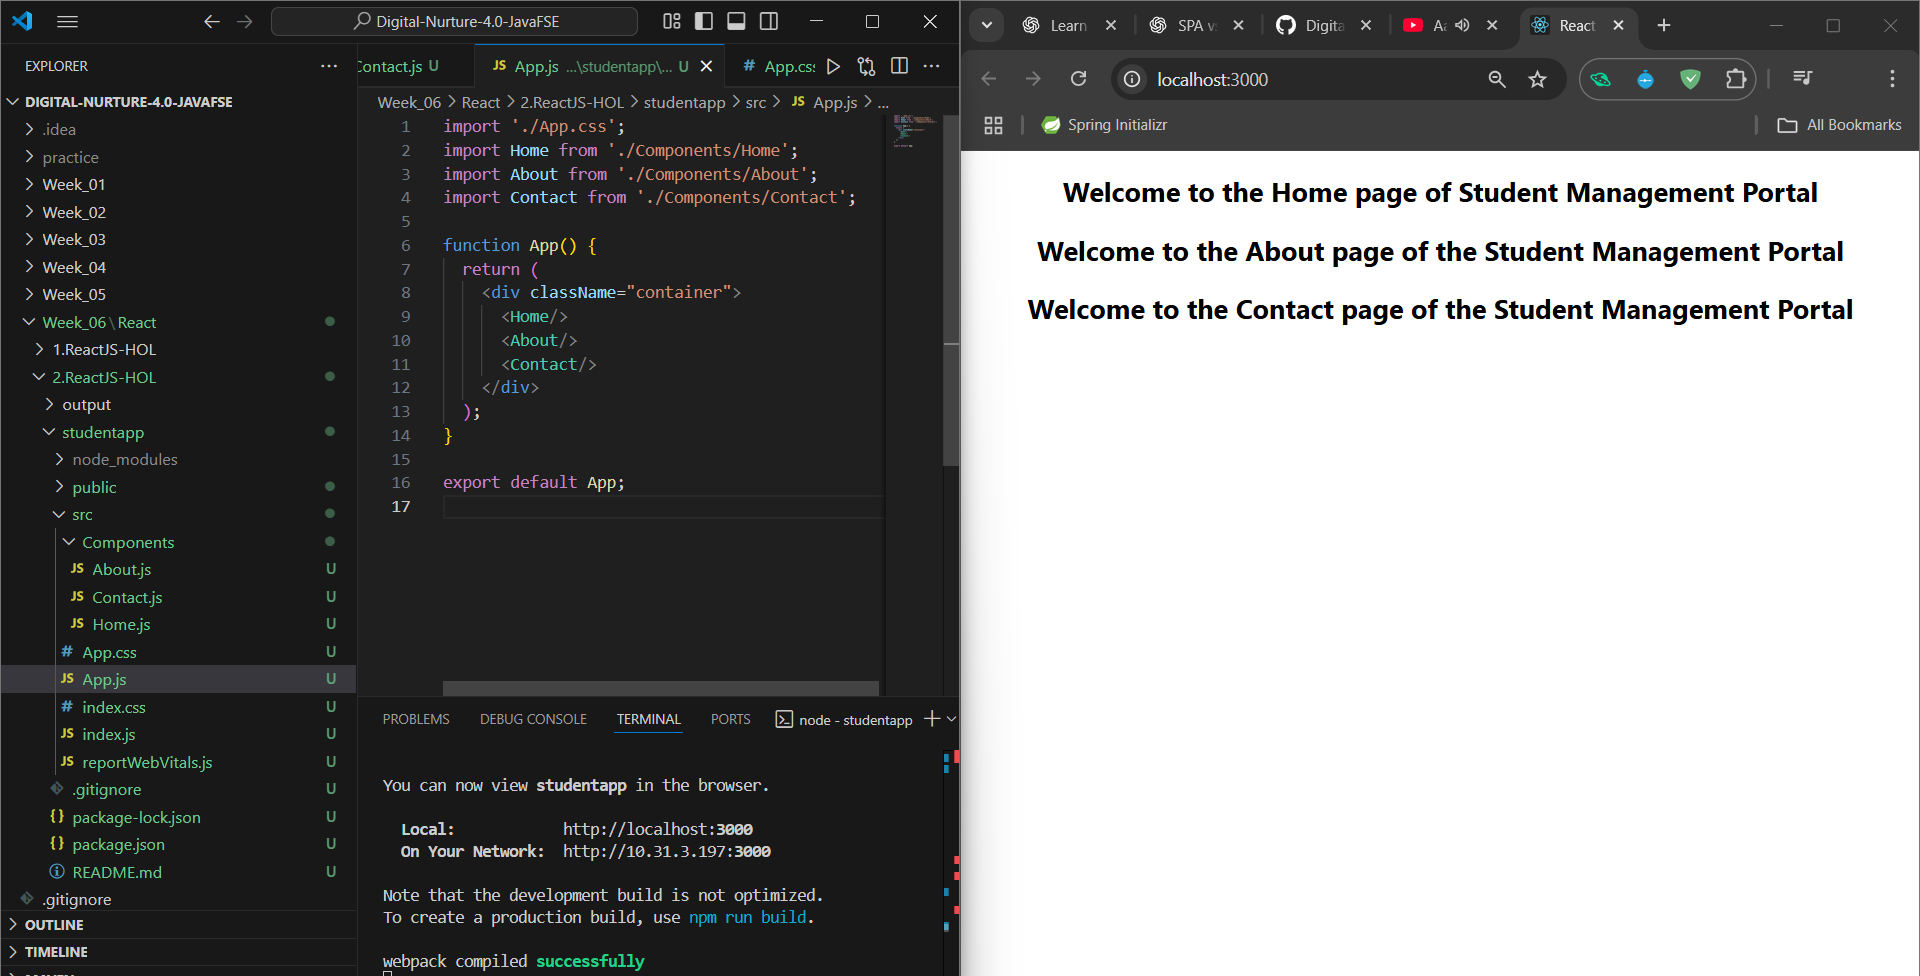 Digital-Nurture-4.0-JavaFSE
EXPLORER
DIGITAL-NURTURE-4.0-JAVAFSE
.idea
practice
Week_01
Week_02
Week_03
Week_04
Week_05
Week_06\React
1.ReactJS-HOL
2.ReactJS-HOL
output
studentapp
node_modules
public
src
Components
JS About.js U
JS Contact.js U
JS Home.js U
# App.css U
JS App.js U
# index.css U
JS index.js U
JS reportWebVitals.js U
.gitignore U
{} package-lock.json U
{} package.json U
README.md U
.gitignore
OUTLINE
TIMELINE
Contact.js U JS App.js ...\studentapp\... U # App.css
Week_06 > React > 2.ReactJS-HOL > studentapp > src > JS App.js > ...
1 import './App.css';
2 import Home from './Components/Home';
3 import About from './Components/About';
4 import Contact from './Components/Contact';
5
6 function App() {
7 return (
8 <div className="container">
9 <Home/>
10 <About/>
11 <Contact/>
12 </div>
13 );
14 }
15
16 export default App;
17
PROBLEMS DEBUG CONSOLE TERMINAL PORTS node - studentapp
You can now view studentapp in the browser.
Local: http://localhost:3000
On Your Network: http://10.31.3.197:3000
Note that the development build is not optimized.
To create a production build, use npm run build.
webpack compiled successfully
Learn SPA v Digita Aa React
localhost:3000
Spring Initializr All Bookmarks
Welcome to the Home page of Student Management Portal
Welcome to the About page of the Student Management Portal
Welcome to the Contact page of the Student Management Portal